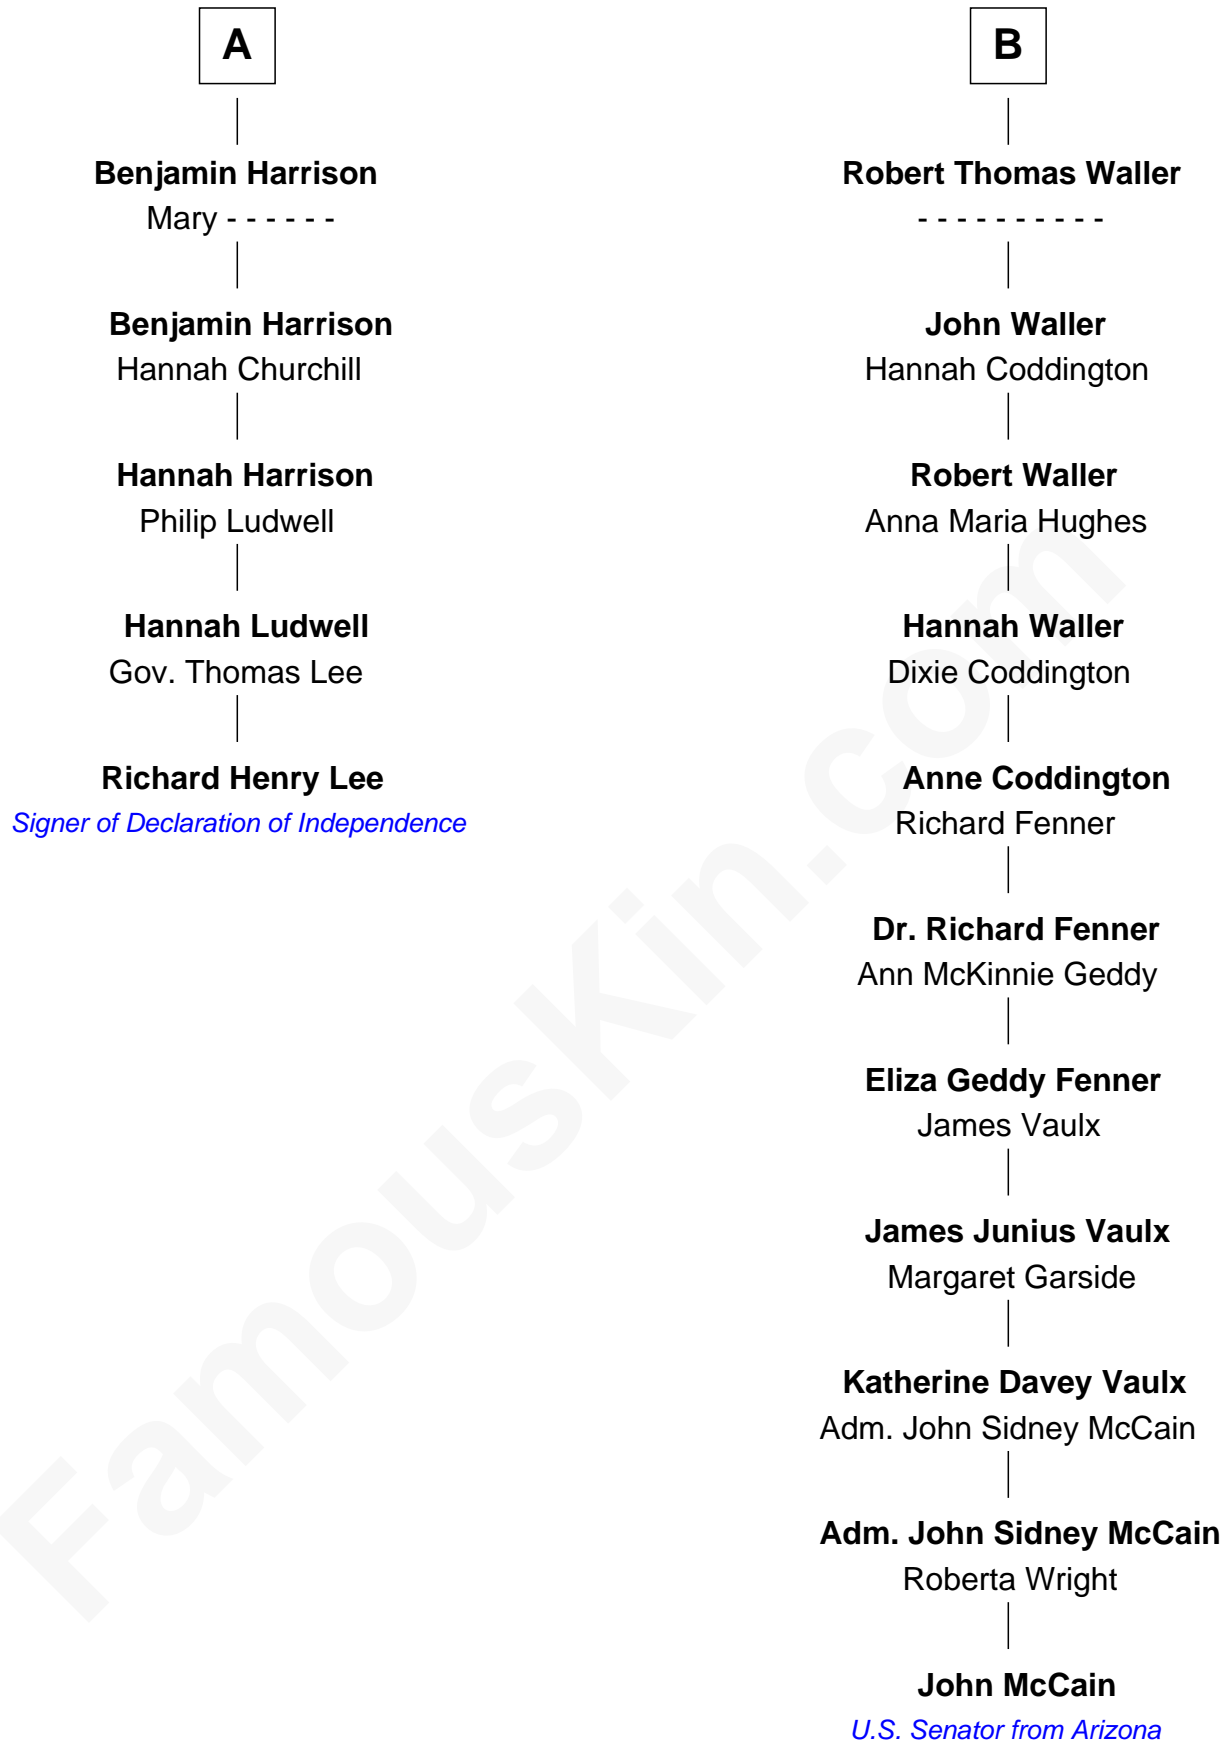 A
Benjamin Harrison
Mary - - - - - -
Benjamin Harrison
Hannah Churchill
Hannah Harrison
Philip Ludwell
Hannah Ludwell
Gov. Thomas Lee
Richard Henry Lee
Signer of Declaration of Independence
B
Robert Thomas Waller
- - - - - - - - - -
John Waller
Hannah Coddington
Robert Waller
Anna Maria Hughes
Hannah Waller
Dixie Coddington
Anne Coddington
Richard Fenner
Dr. Richard Fenner
Ann McKinnie Geddy
Eliza Geddy Fenner
James Vaulx
James Junius Vaulx
Margaret Garside
Katherine Davey Vaulx
Adm. John Sidney McCain
Adm. John Sidney McCain
Roberta Wright
John McCain
U.S. Senator from Arizona
FamousKin.com